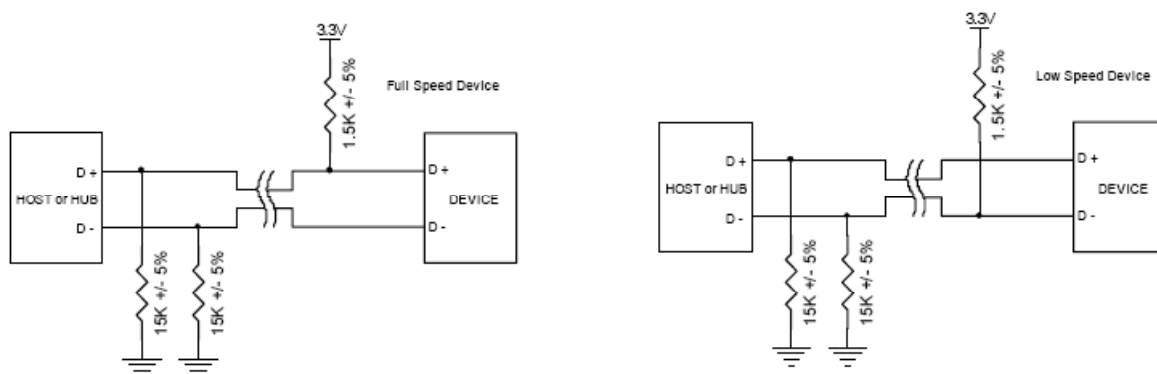 3.3V
1.5K +/- 5%
Full Speed Device
D +
HOST or HUB
D -
D +
DEVICE
D -
15K +/- 5%
15K +/- 5%
3.3V
1.5K +/- 5%
Low Speed Device
D +
HOST or HUB
D -
D +
DEVICE
D -
15K +/- 5%
15K +/- 5%